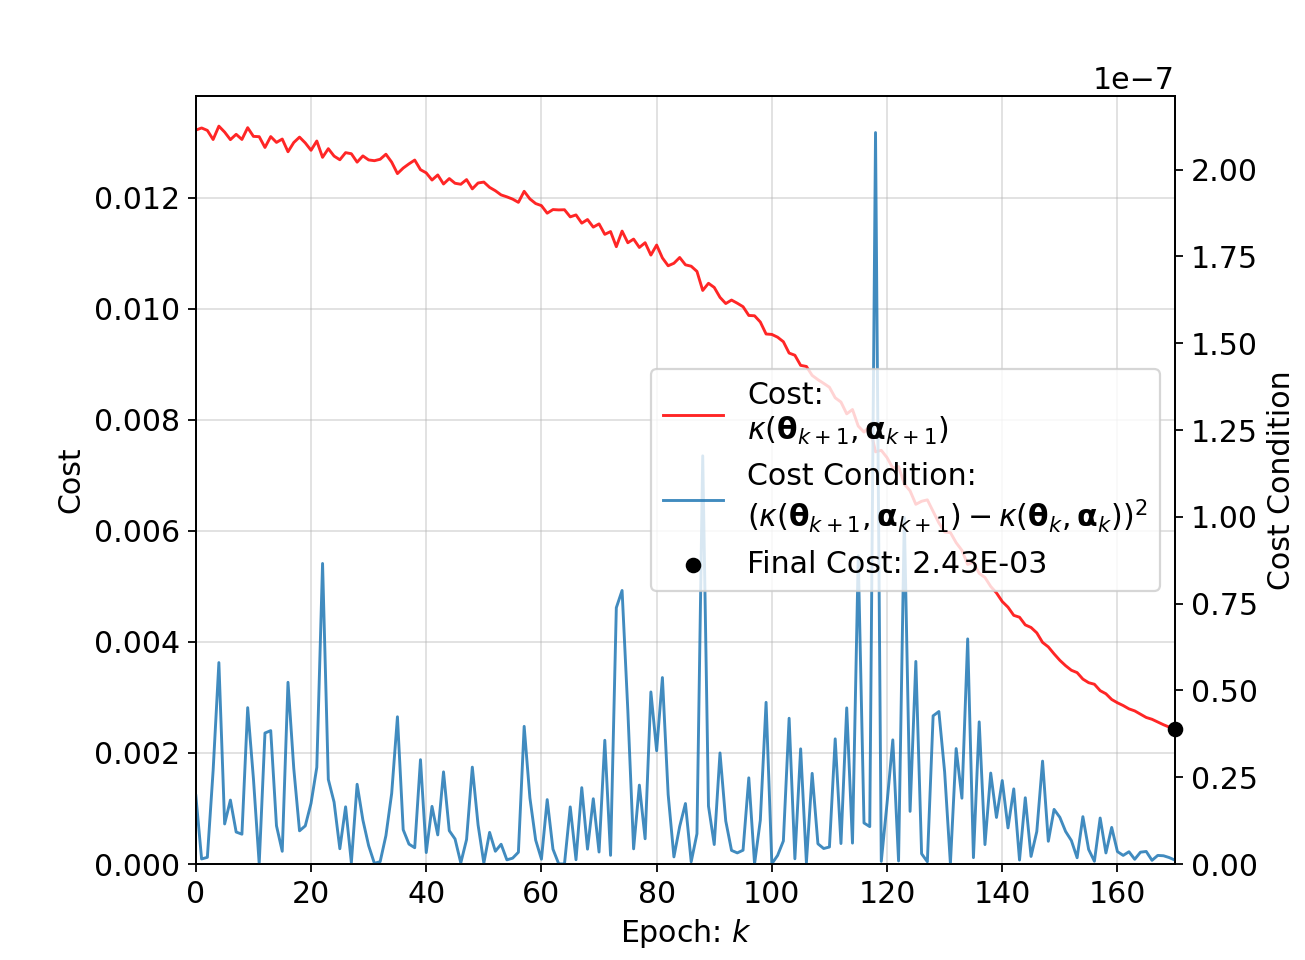 1e−7
0.012
0.010
0.008
0.006
0.004
0.002
0.000
Cost
2.00
1.75
1.50
1.25
1.00
0.75
0.50
0.25
0.00
Cost Condition
Cost:
κ(θ_{k+1}, α_{k+1})
Cost Condition:
(κ(θ_{k+1}, α_{k+1}) − κ(θ_k, α_k))²
Final Cost: 2.43E-03
0 20 40 60 80 100 120 140 160
Epoch: k